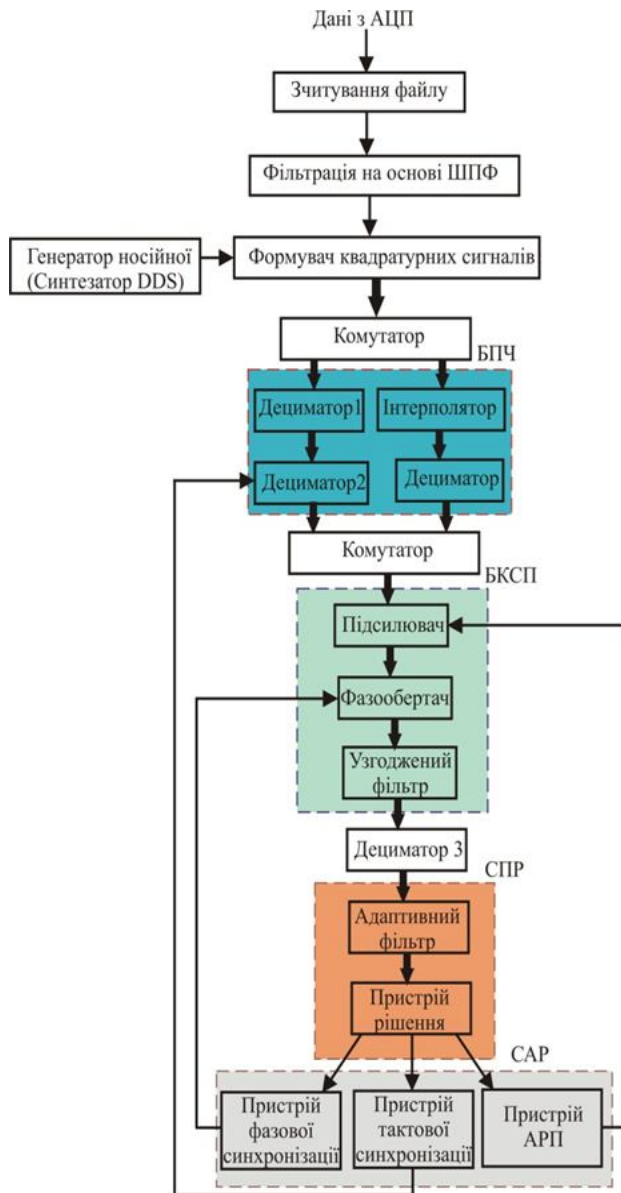 Дані з АЦП
Зчитування файлу
Фільтрація на основі ШПФ
Генератор носійної
(Синтезатор DDS)
Формувач квадратурних сигналів
Комутатор
БПЧ
Дециматор1
Інтерполятор
Дециматор2
Дециматор
Комутатор
БКСП
Підсилювач
Фазообертач
Узгоджений
фільтр
Дециматор 3
СПР
Адаптивний
фільтр
Пристрій
рішення
САР
Пристрій
фазової
синхронізації
Пристрій
тактової
синхронізації
Пристрій
АРП